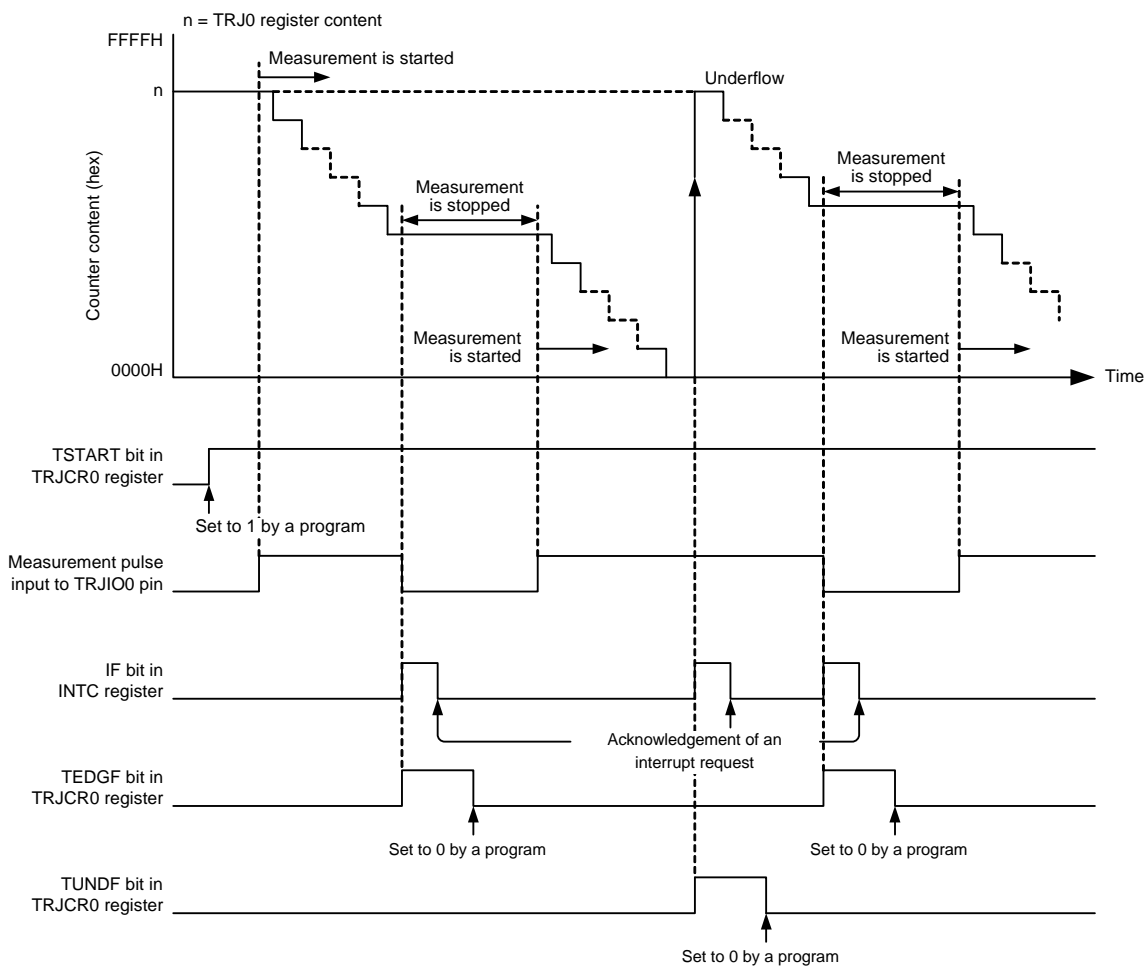 n = TRJ0 register content
FFFFH
Measurement is started
Underflow
n
Measurement
is stopped
Measurement
is stopped
Counter content (hex)
Measurement
is started
Measurement
is started
0000H
Time
TSTART bit in
TRJCR0 register
Set to 1 by a program
Measurement pulse
input to TRJIO0 pin
IF bit in
INTC register
Acknowledgement of an
interrupt request
TEDGF bit in
TRJCR0 register
Set to 0 by a program
Set to 0 by a program
TUNDF bit in
TRJCR0 register
Set to 0 by a program